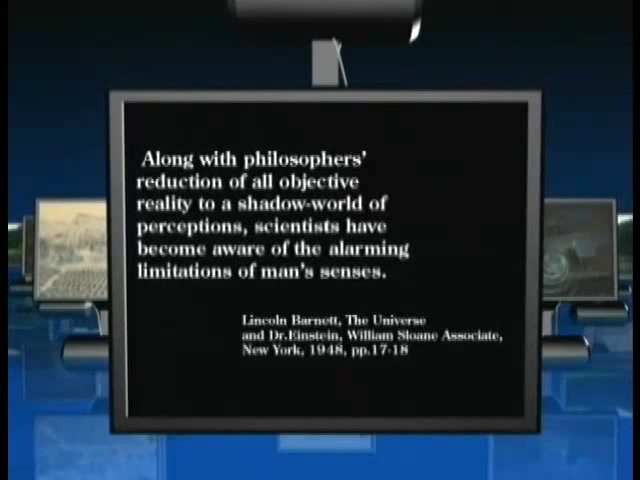 Along with philosophers'
reduction of all objective
reality to a shadow-world of
perceptions, scientists have
become aware of the alarming
limitations of man's senses.
Lincoln Barnett, The Universe
and Dr.Einstein, William Sloane Associate,
New York, 1948, pp.17-18